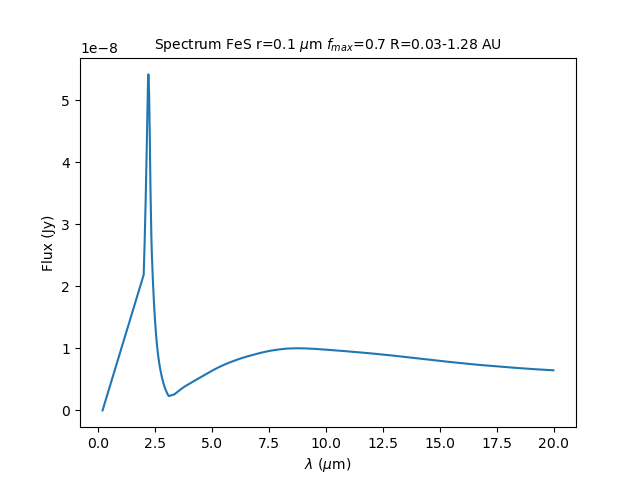 Spectrum FeS r=0.1 μm f_max=0.7 R=0.03-1.28 AU
1e−8
5
4
3
2
1
0
Flux (Jy)
0.0 2.5 5.0 7.5 10.0 12.5 15.0 17.5 20.0
λ (μm)